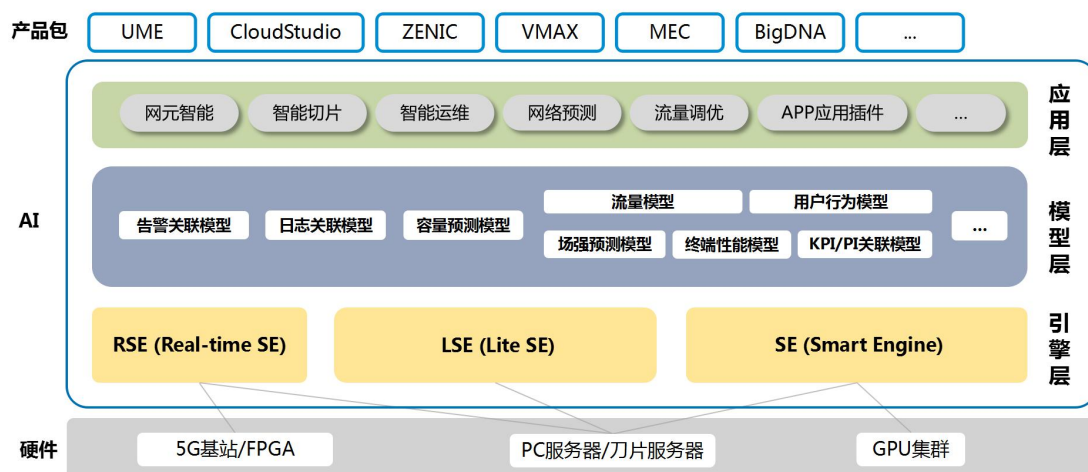 产品包 UME CloudStudio ZENIC VMAX MEC BigDNA ...
网元智能 智能切片 智能运维 网络预测 流量调优 APP应用插件 ...
应用层
AI
流量模型 用户行为模型
告警关联模型 日志关联模型 容量预测模型 ...
场强预测模型 终端性能模型 KPI/PI关联模型
模型层
RSE (Real-time SE) LSE (Lite SE) SE (Smart Engine)
引擎层
硬件 5G基站/FPGA PC服务器/刀片服务器 GPU集群